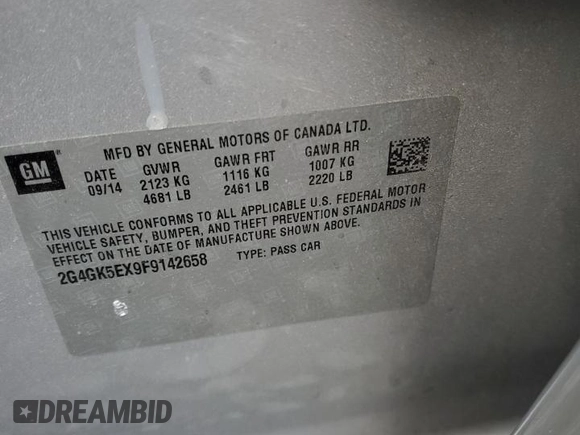 MFD BY GENERAL MOTORS OF CANADA LTD.
GM
DATE GVWR GAWR FRT GAWR RR
09/14 2123 KG 1116 KG 1007 KG
4681 LB 2461 LB 2220 LB
THIS VEHICLE CONFORMS TO ALL APPLICABLE U.S. FEDERAL MOTOR
VEHICLE SAFETY, BUMPER, AND THEFT PREVENTION STANDARDS IN
EFFECT ON THE DATE OF MANUFACTURE SHOWN ABOVE.
2G4GK5EX9F9142658 TYPE: PASS CAR
DREAMBID